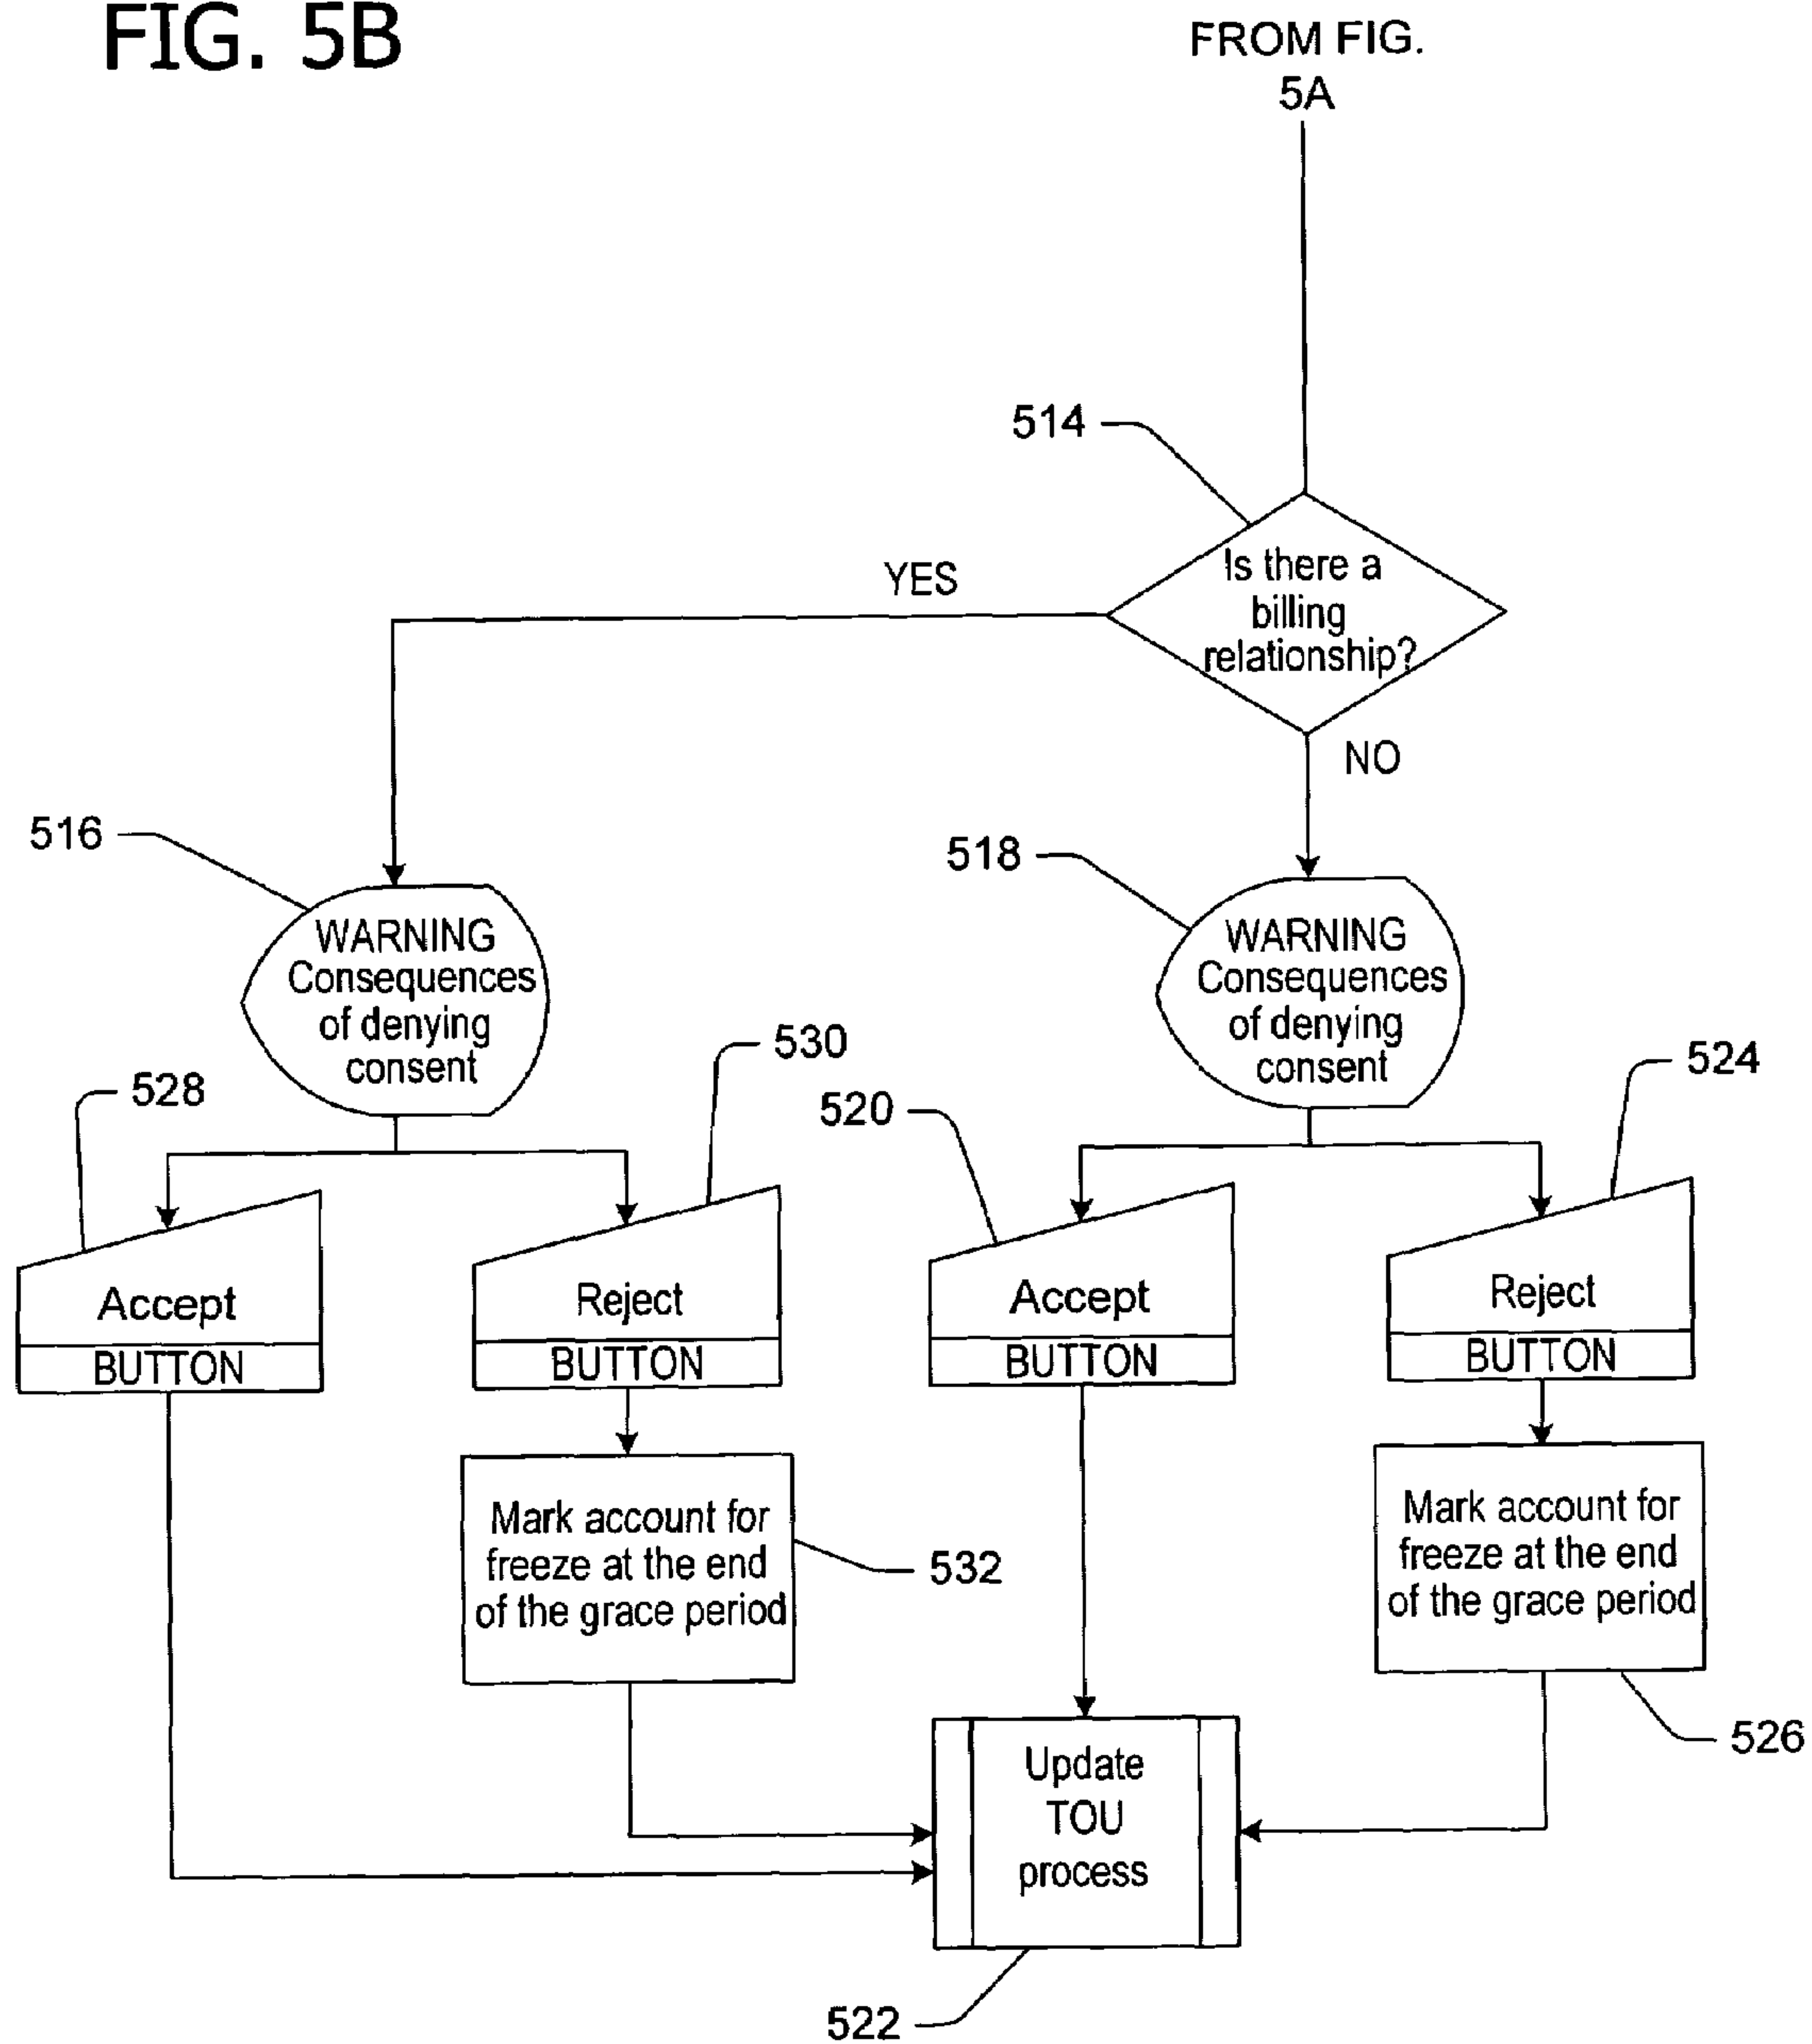 FIG. 5B
FROM FIG.
5A
514
Is there a
billing
relationship?
YES
NO
516
WARNING
Consequences
of denying
consent
518
WARNING
Consequences
of denying
consent
528
Accept
BUTTON
530
Reject
BUTTON
520
Accept
BUTTON
524
Reject
BUTTON
Mark account for
freeze at the end
of the grace period
532
Mark account for
freeze at the end
of the grace period
526
Update
TOU
process
522